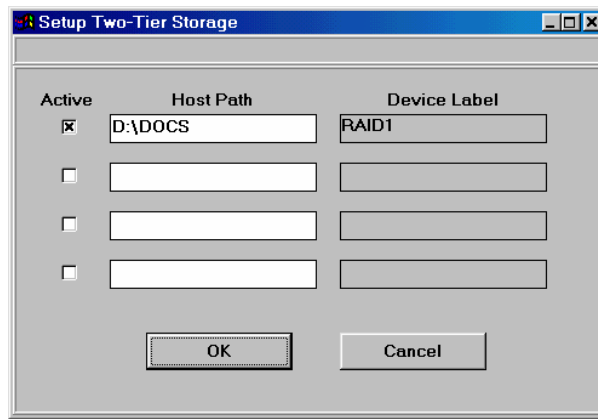 Setup Two-Tier Storage
Active Host Path Device Label
D:\DOCS RAID1
OK Cancel